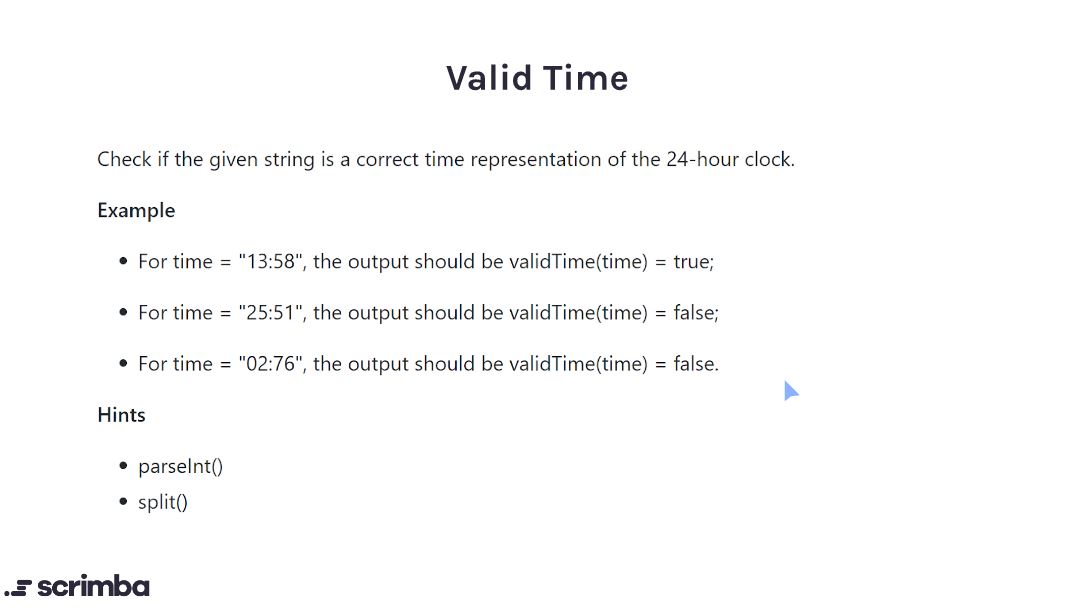 Valid Time
Check if the given string is a correct time representation of the 24-hour clock.
Example
• For time = "13:58", the output should be validTime(time) = true;
• For time = "25:51", the output should be validTime(time) = false;
• For time = "02:76", the output should be validTime(time) = false.
Hints
• parseInt()
• split()
scrimba